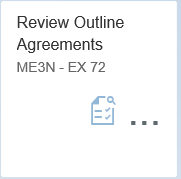 Review Outline
Agreements
ME3N - EX 72
...